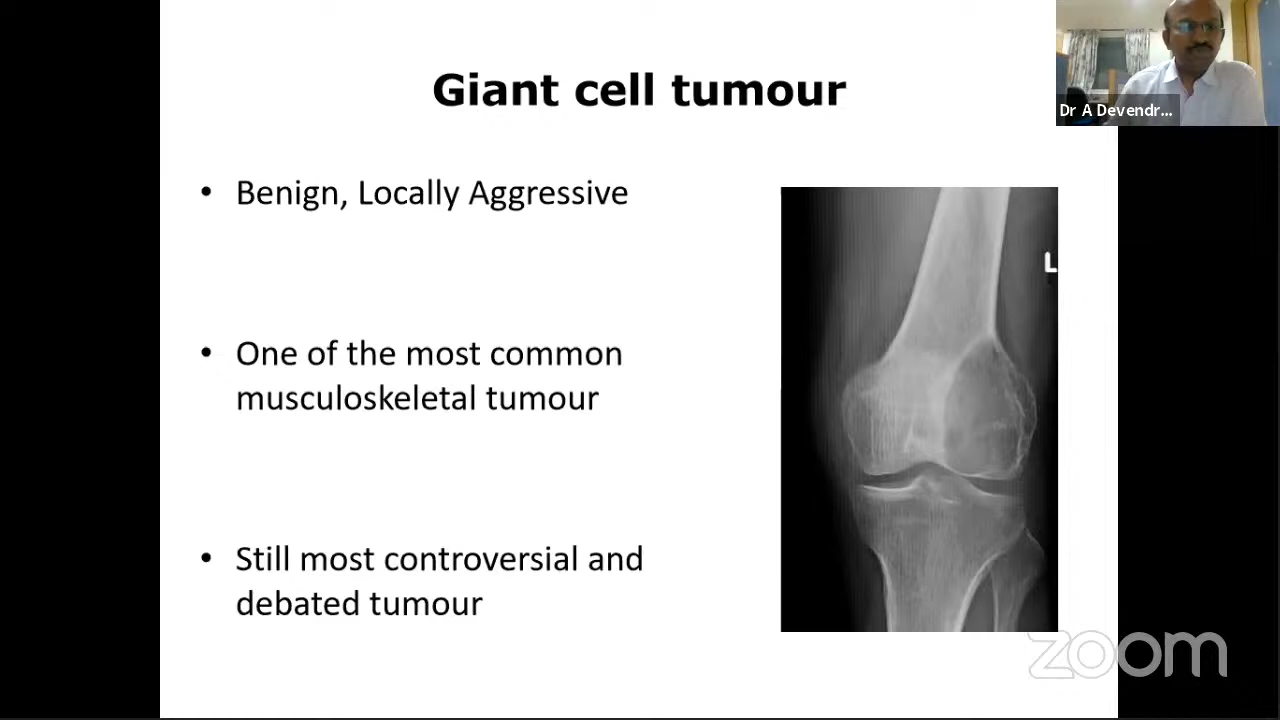 Giant cell tumour
Dr A Devendr...
• Benign, Locally Aggressive
L
• One of the most common
musculoskeletal tumour
• Still most controversial and
debated tumour
zoom